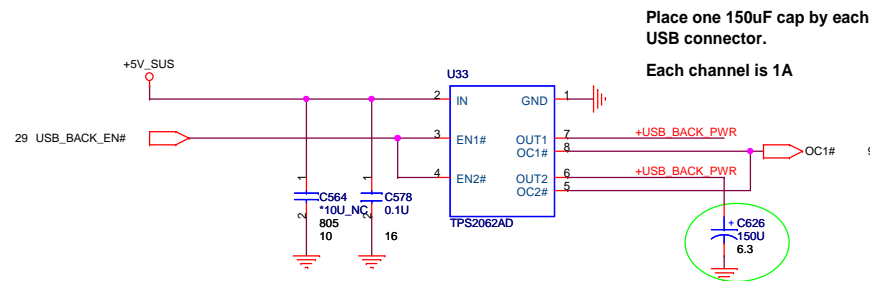 Place one 150uF cap by each
USB connector.
Each channel is 1A
+5V_SUS
U33
2 IN GND 1
29 USB_BACK_EN# 3 EN1# OUT1 7 +USB_BACK_PWR
OC1# 8 OC1# 9
4 EN2# OUT2 6 +USB_BACK_PWR
OC2# 5
TPS2062AD
1 C564 1 C578
*10U_NC 0.1U
2 805 2
10 16
+ C626
150U
6.3